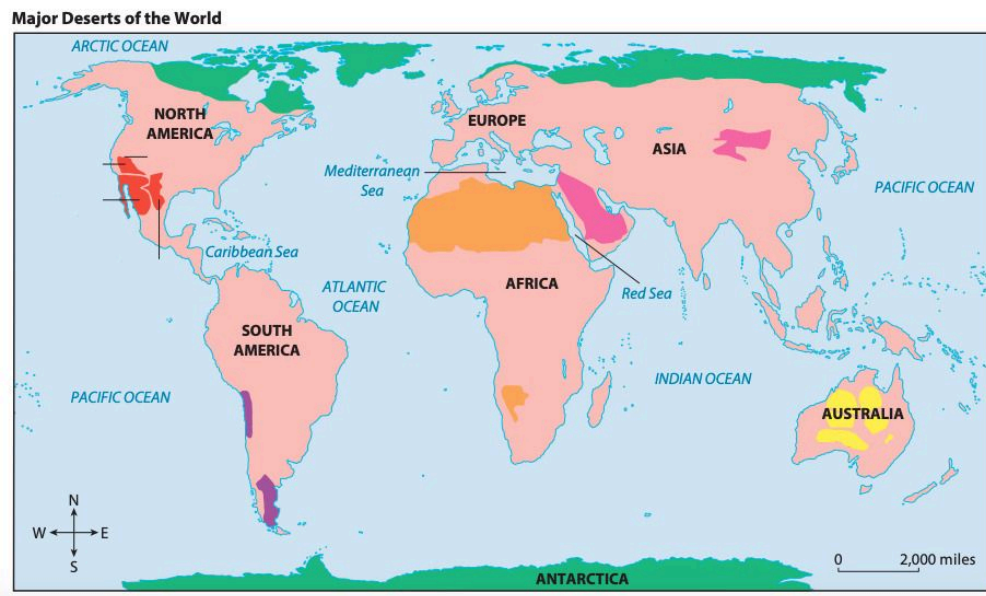 Major Deserts of the World
ARCTIC OCEAN
NORTH
AMERICA
EUROPE
ASIA
Mediterranean
Sea
PACIFIC OCEAN
Caribbean Sea
ATLANTIC
OCEAN
AFRICA
Red Sea
SOUTH
AMERICA
PACIFIC OCEAN
INDIAN OCEAN
AUSTRALIA
N
W
E
S
0
2,000 miles
ANTARCTICA